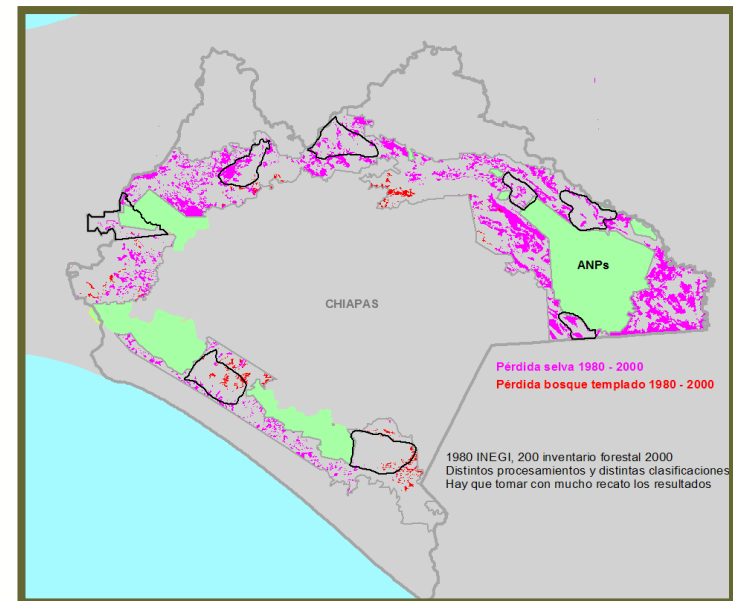 ANPs
CHIAPAS
Pérdida selva 1980 - 2000
Pérdida bosque templado 1980 - 2000
1980 INEGI, 200 inventario forestal 2000
Distintos procesamientos y distintas clasificaciones
Hay que tomar con mucho recato los resultados